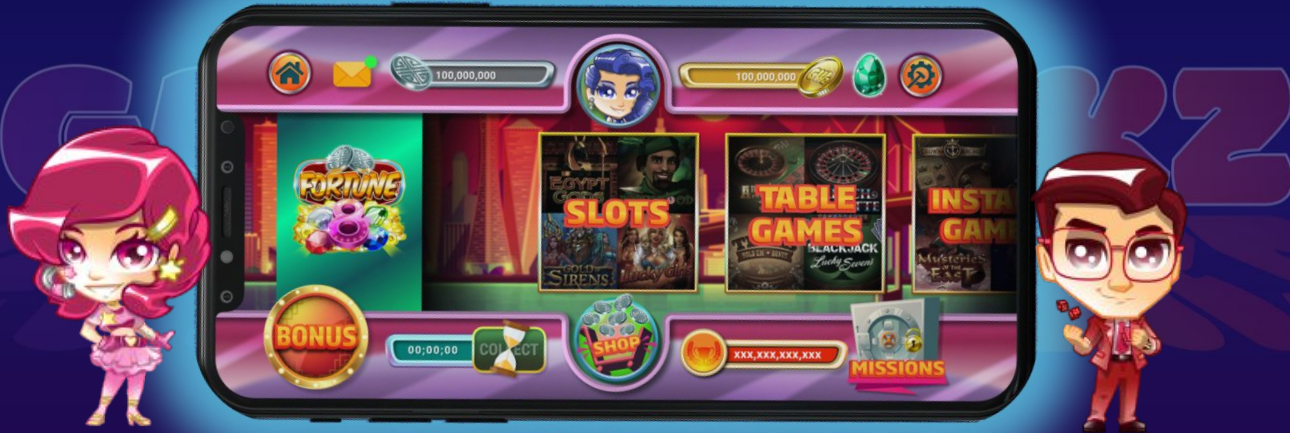 100,000,000
100,000,000
FORTUNE
8
SLOTS
EGYPT
GOLD
SIRENS
TABLE
GAMES
BLACKJACK
Lucky Sevens
INSTA
GAM
Mysteries
OF THE
EAST
BONUS
00;00;00
COLLECT
SHOP
XXX,XXX,XXX,XXX
MISSIONS
KZ